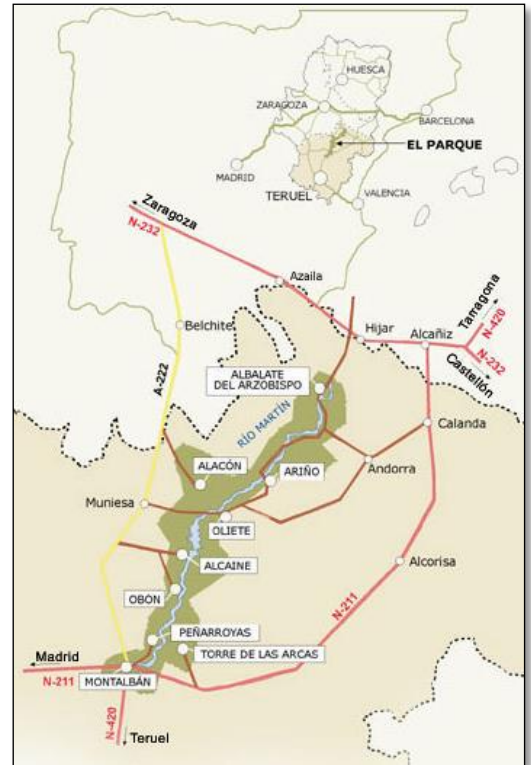 HUESCA
ZARAGOZA
BARCELONA
EL PARQUE
MADRID
TERUEL
VALENCIA
Zaragoza
N-232
Azaila
Tarragona
N-420
Belchite
Hijar
Alcañiz
N-232
Castellón
A-222
ALBALATE
DEL ARZOBISPO
RÍO MARTÍN
Calanda
ALACÓN
ARIÑO
Andorra
Muniesa
OLIETE
ALCAINE
Alcorisa
OBON
N-211
PEÑARROYAS
Madrid
TORRE DE LAS ARCAS
N-211
MONTALBÁN
N-420
Teruel